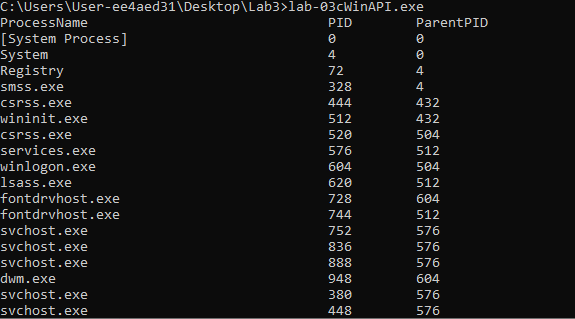 C:\Users\User-ee4aed31\Desktop\Lab3>lab-03cWinAPI.exe
ProcessName PID ParentPID
[System Process] 0 0
System 4 0
Registry 72 4
smss.exe 328 4
csrss.exe 444 432
wininit.exe 512 432
csrss.exe 520 504
services.exe 576 512
winlogon.exe 604 504
lsass.exe 620 512
fontdrvhost.exe 728 604
fontdrvhost.exe 744 512
svchost.exe 752 576
svchost.exe 836 576
svchost.exe 888 576
dwm.exe 948 604
svchost.exe 380 576
svchost.exe 448 576